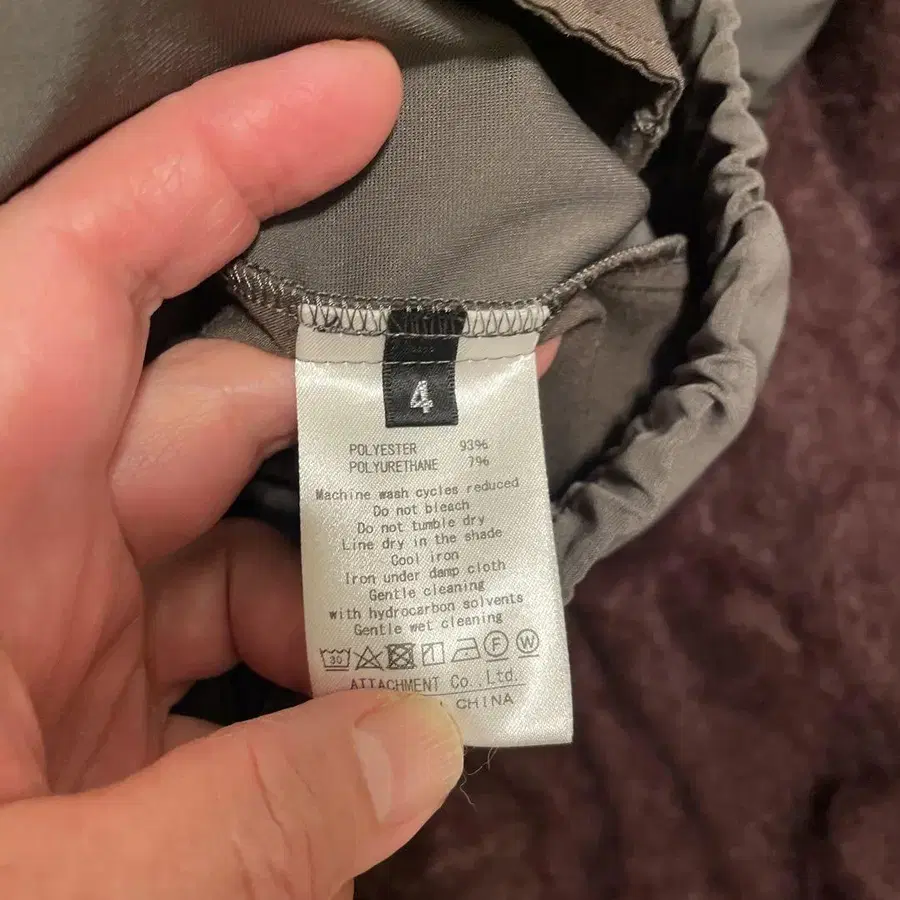 4
POLYESTER 93%
POLYURETHANE 7%
Machine wash cycles reduced
Do not bleach
Do not tumble dry
Line dry in the shade
Cool iron
Iron under damp cloth
Gentle cleaning
with hydrocarbon solvents
Gentle wet cleaning
30 F W
ATTACHMENT Co.,Ltd.
CHINA